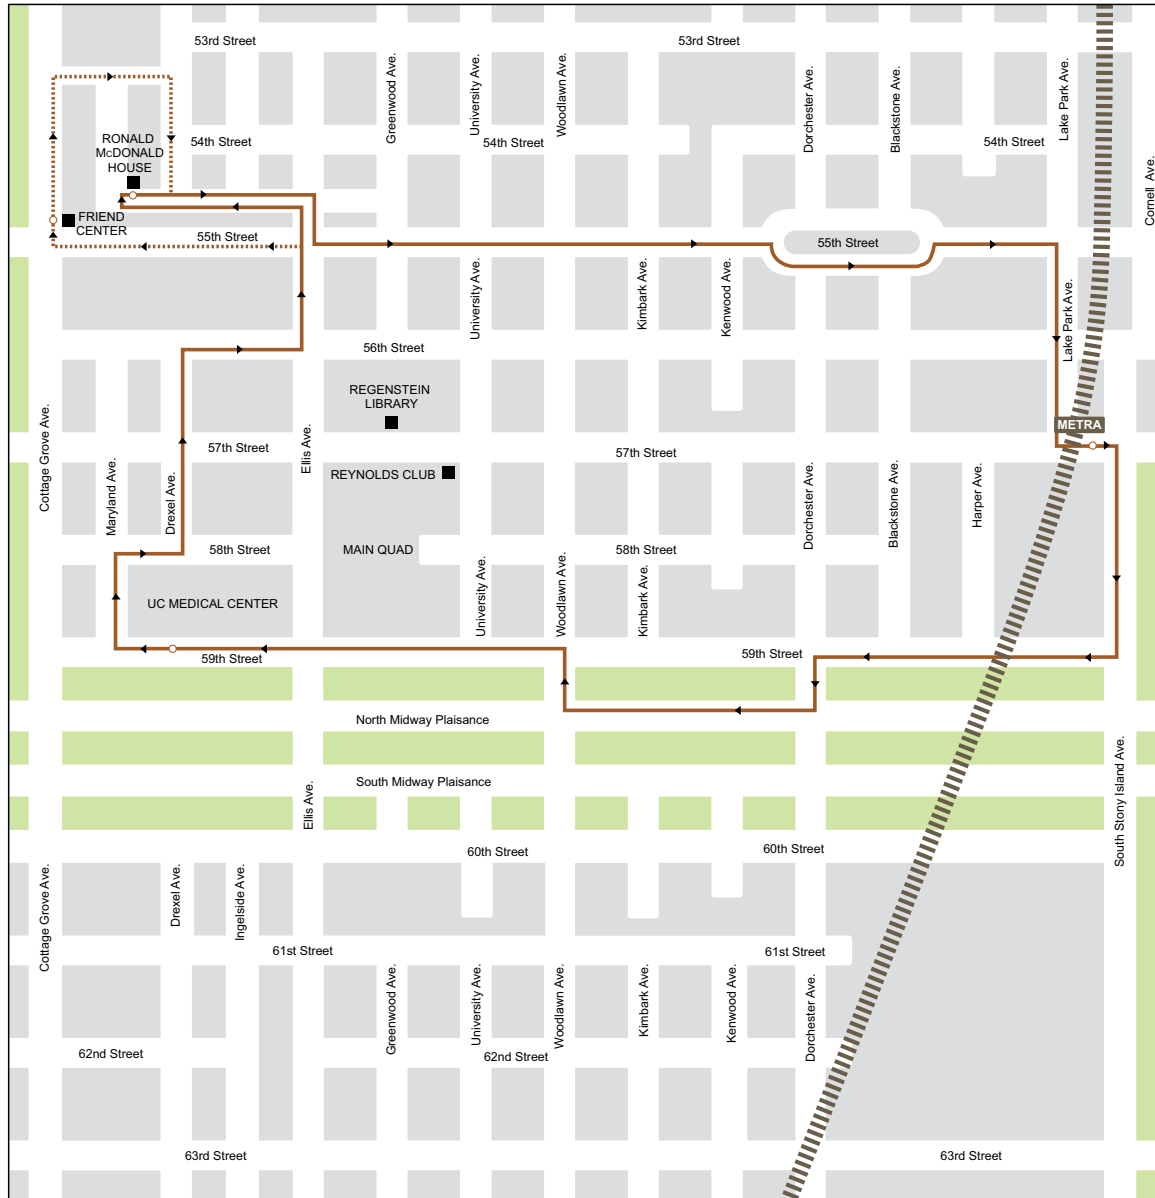 53rd Street
53rd Street
Greenwood Ave.
University Ave.
Woodlawn Ave.
Dorchester Ave.
Blackstone Ave.
Lake Park Ave.
Cornell Ave.
RONALD
McDONALD
HOUSE
54th Street
54th Street
54th Street
FRIEND
CENTER
55th Street
55th Street
University Ave.
Kimbark Ave.
Kenwood Ave.
Lake Park Ave.
56th Street
REGENSTEIN
LIBRARY
METRA
Cottage Grove Ave.
Maryland Ave.
Drexel Ave.
57th Street
Ellis Ave.
57th Street
REYNOLDS CLUB
Dorchester Ave.
Blackstone Ave.
Harper Ave.
58th Street
MAIN QUAD
58th Street
University Ave.
Woodlawn Ave.
Kimbark Ave.
UC MEDICAL CENTER
59th Street
59th Street
North Midway Plaisance
South Midway Plaisance
Ellis Ave.
South Stony Island Ave.
60th Street
60th Street
Cottage Grove Ave.
Drexel Ave.
Ingelside Ave.
61st Street
61st Street
Greenwood Ave.
University Ave.
Woodlawn Ave.
Kimbark Ave.
Kenwood Ave.
Dorchester Ave.
62nd Street
62nd Street
63rd Street
63rd Street